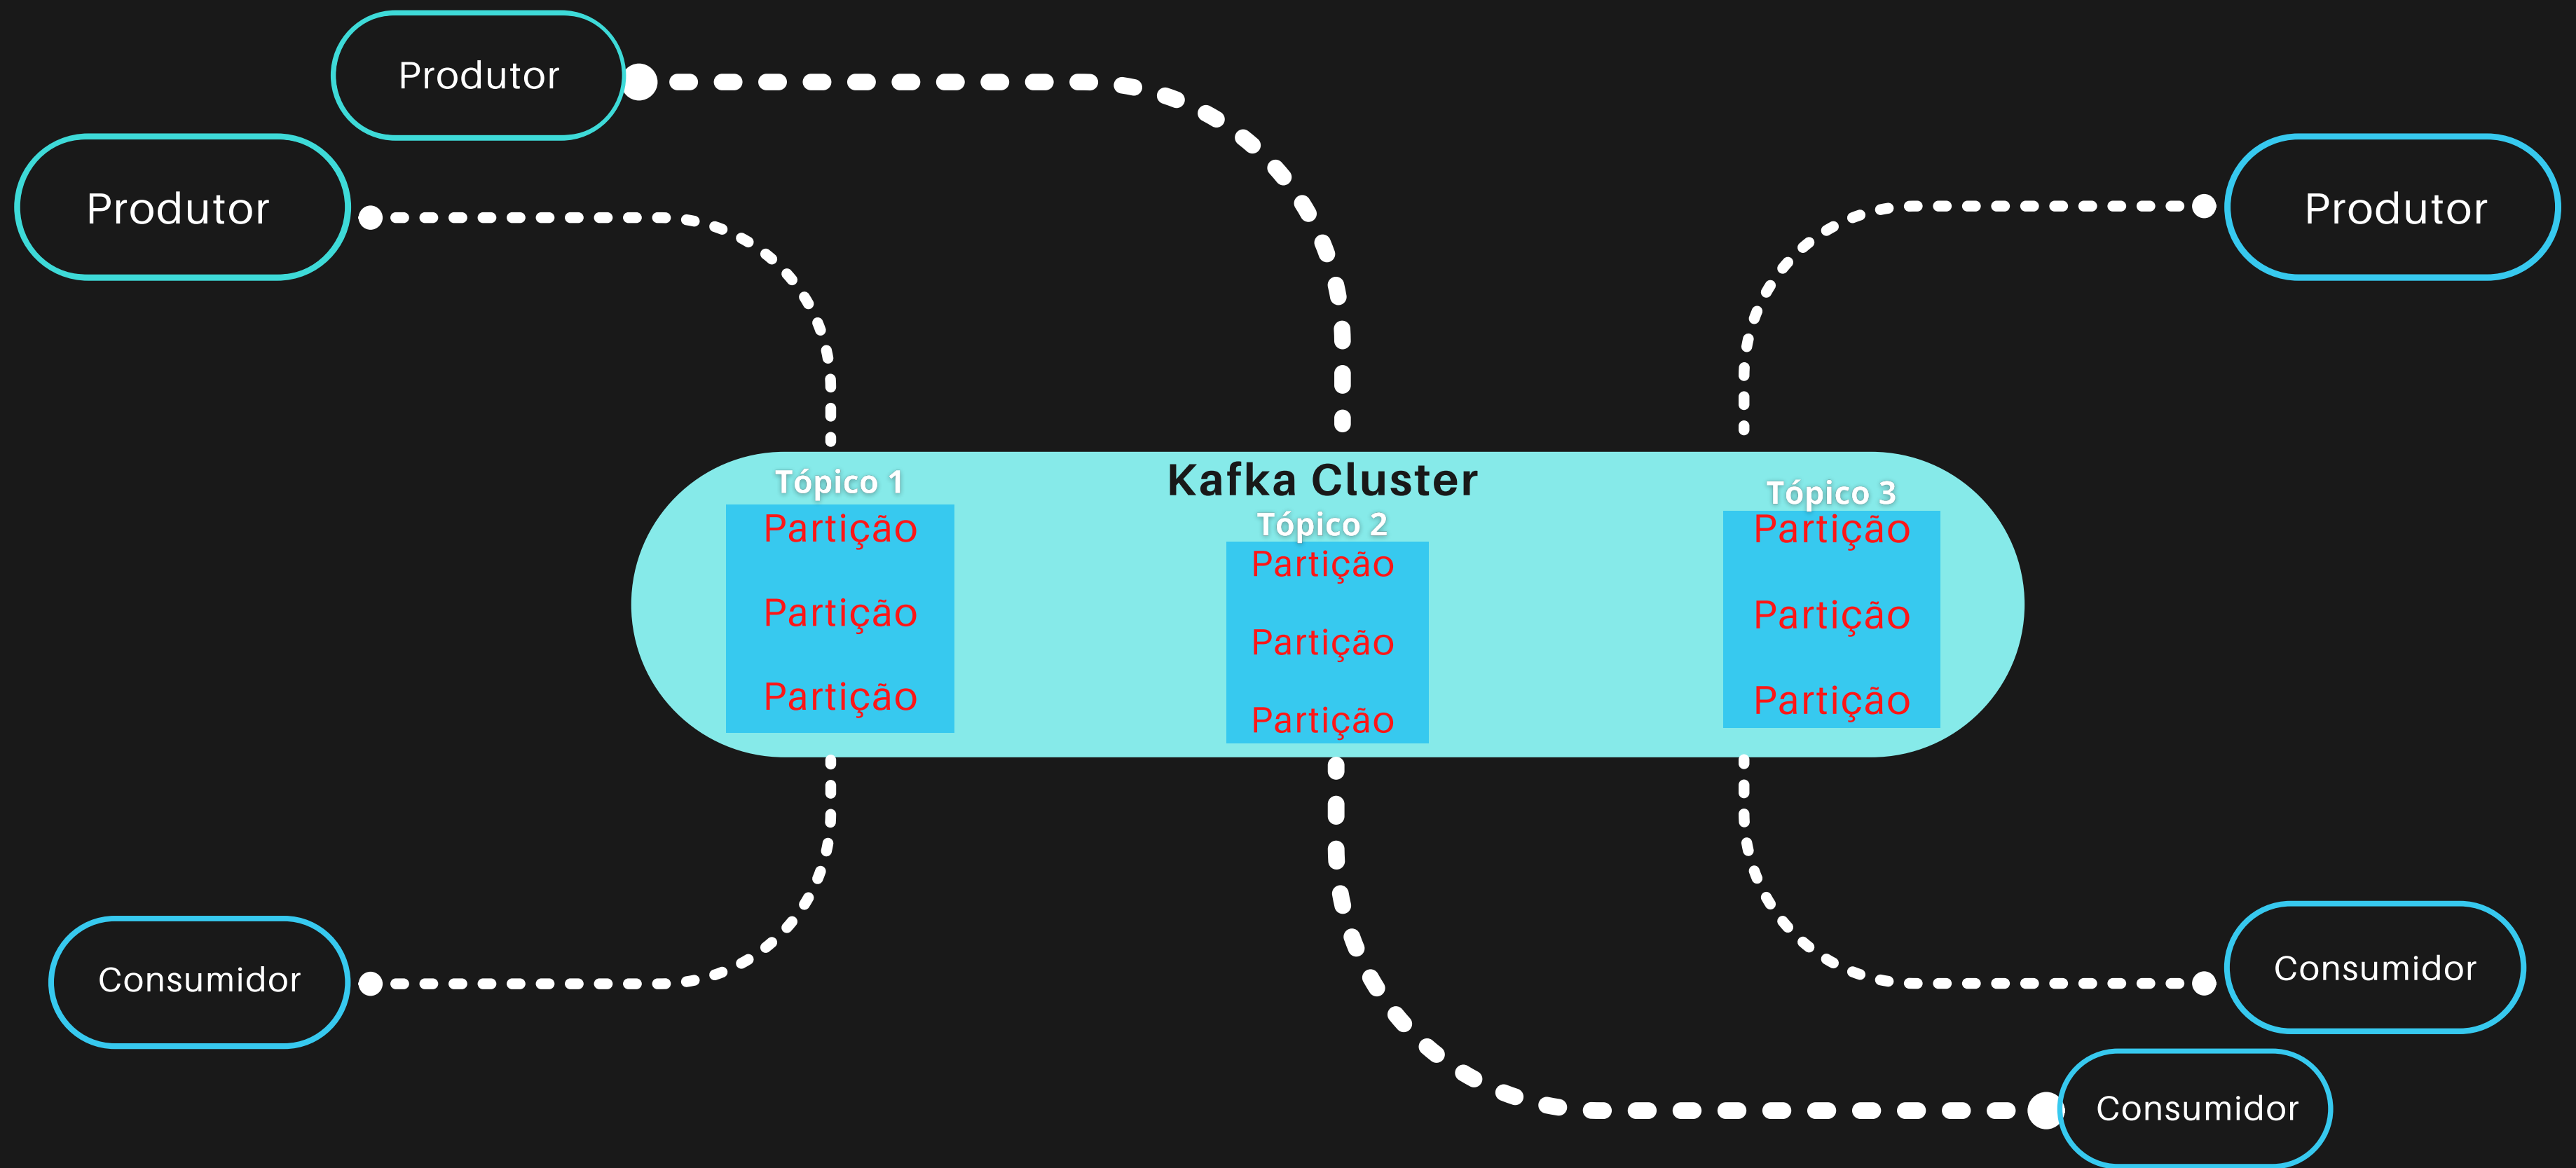 Produtor
Produtor
Produtor
Kafka Cluster
Tópico 1
Partição
Partição
Partição
Tópico 2
Partição
Partição
Partição
Tópico 3
Partição
Partição
Partição
Consumidor
Consumidor
Consumidor